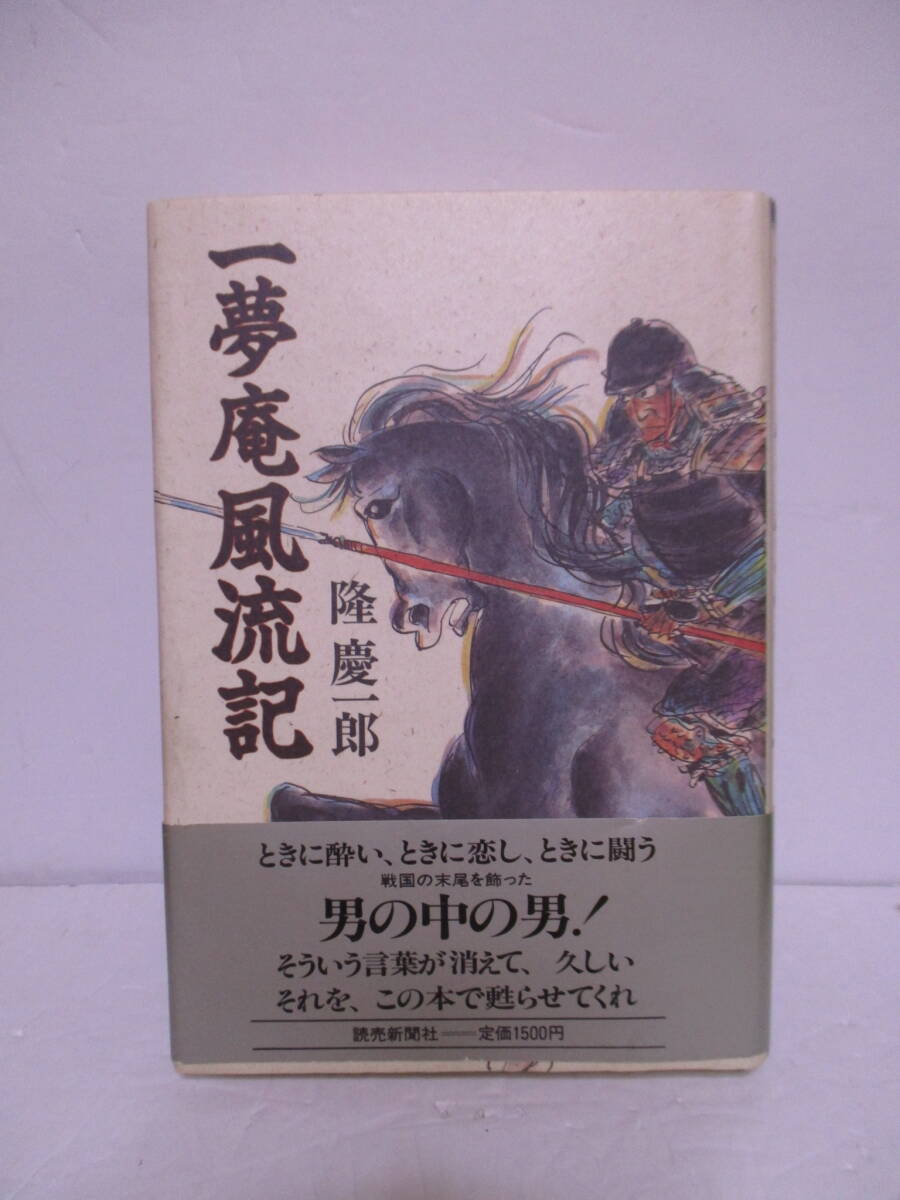 一夢庵風流記
隆慶一郎
ときに酔い、ときに恋し、ときに闘う
戦国の末尾を飾った
男の中の男!
そういう言葉が消えて、久しい
それを、この本で甦らせてくれ
読売新聞社——定価1500円